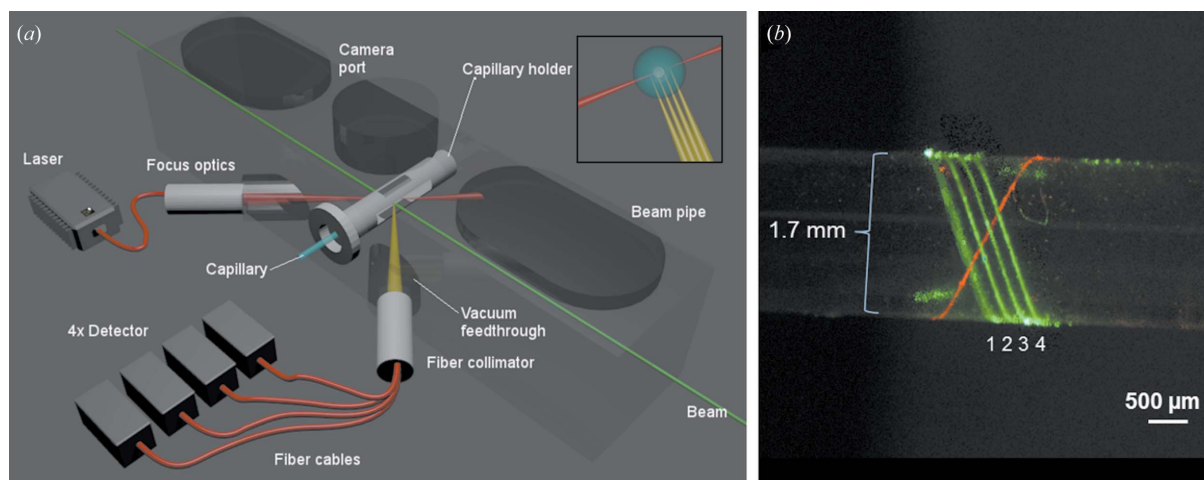 (a)
Camera
port
Capillary holder
Laser
Focus optics
Beam pipe
Capillary
Vacuum
feedthrough
4x Detector
Fiber collimator
Beam
Fiber cables
(b)
1.7 mm
1 2 3 4
500 µm